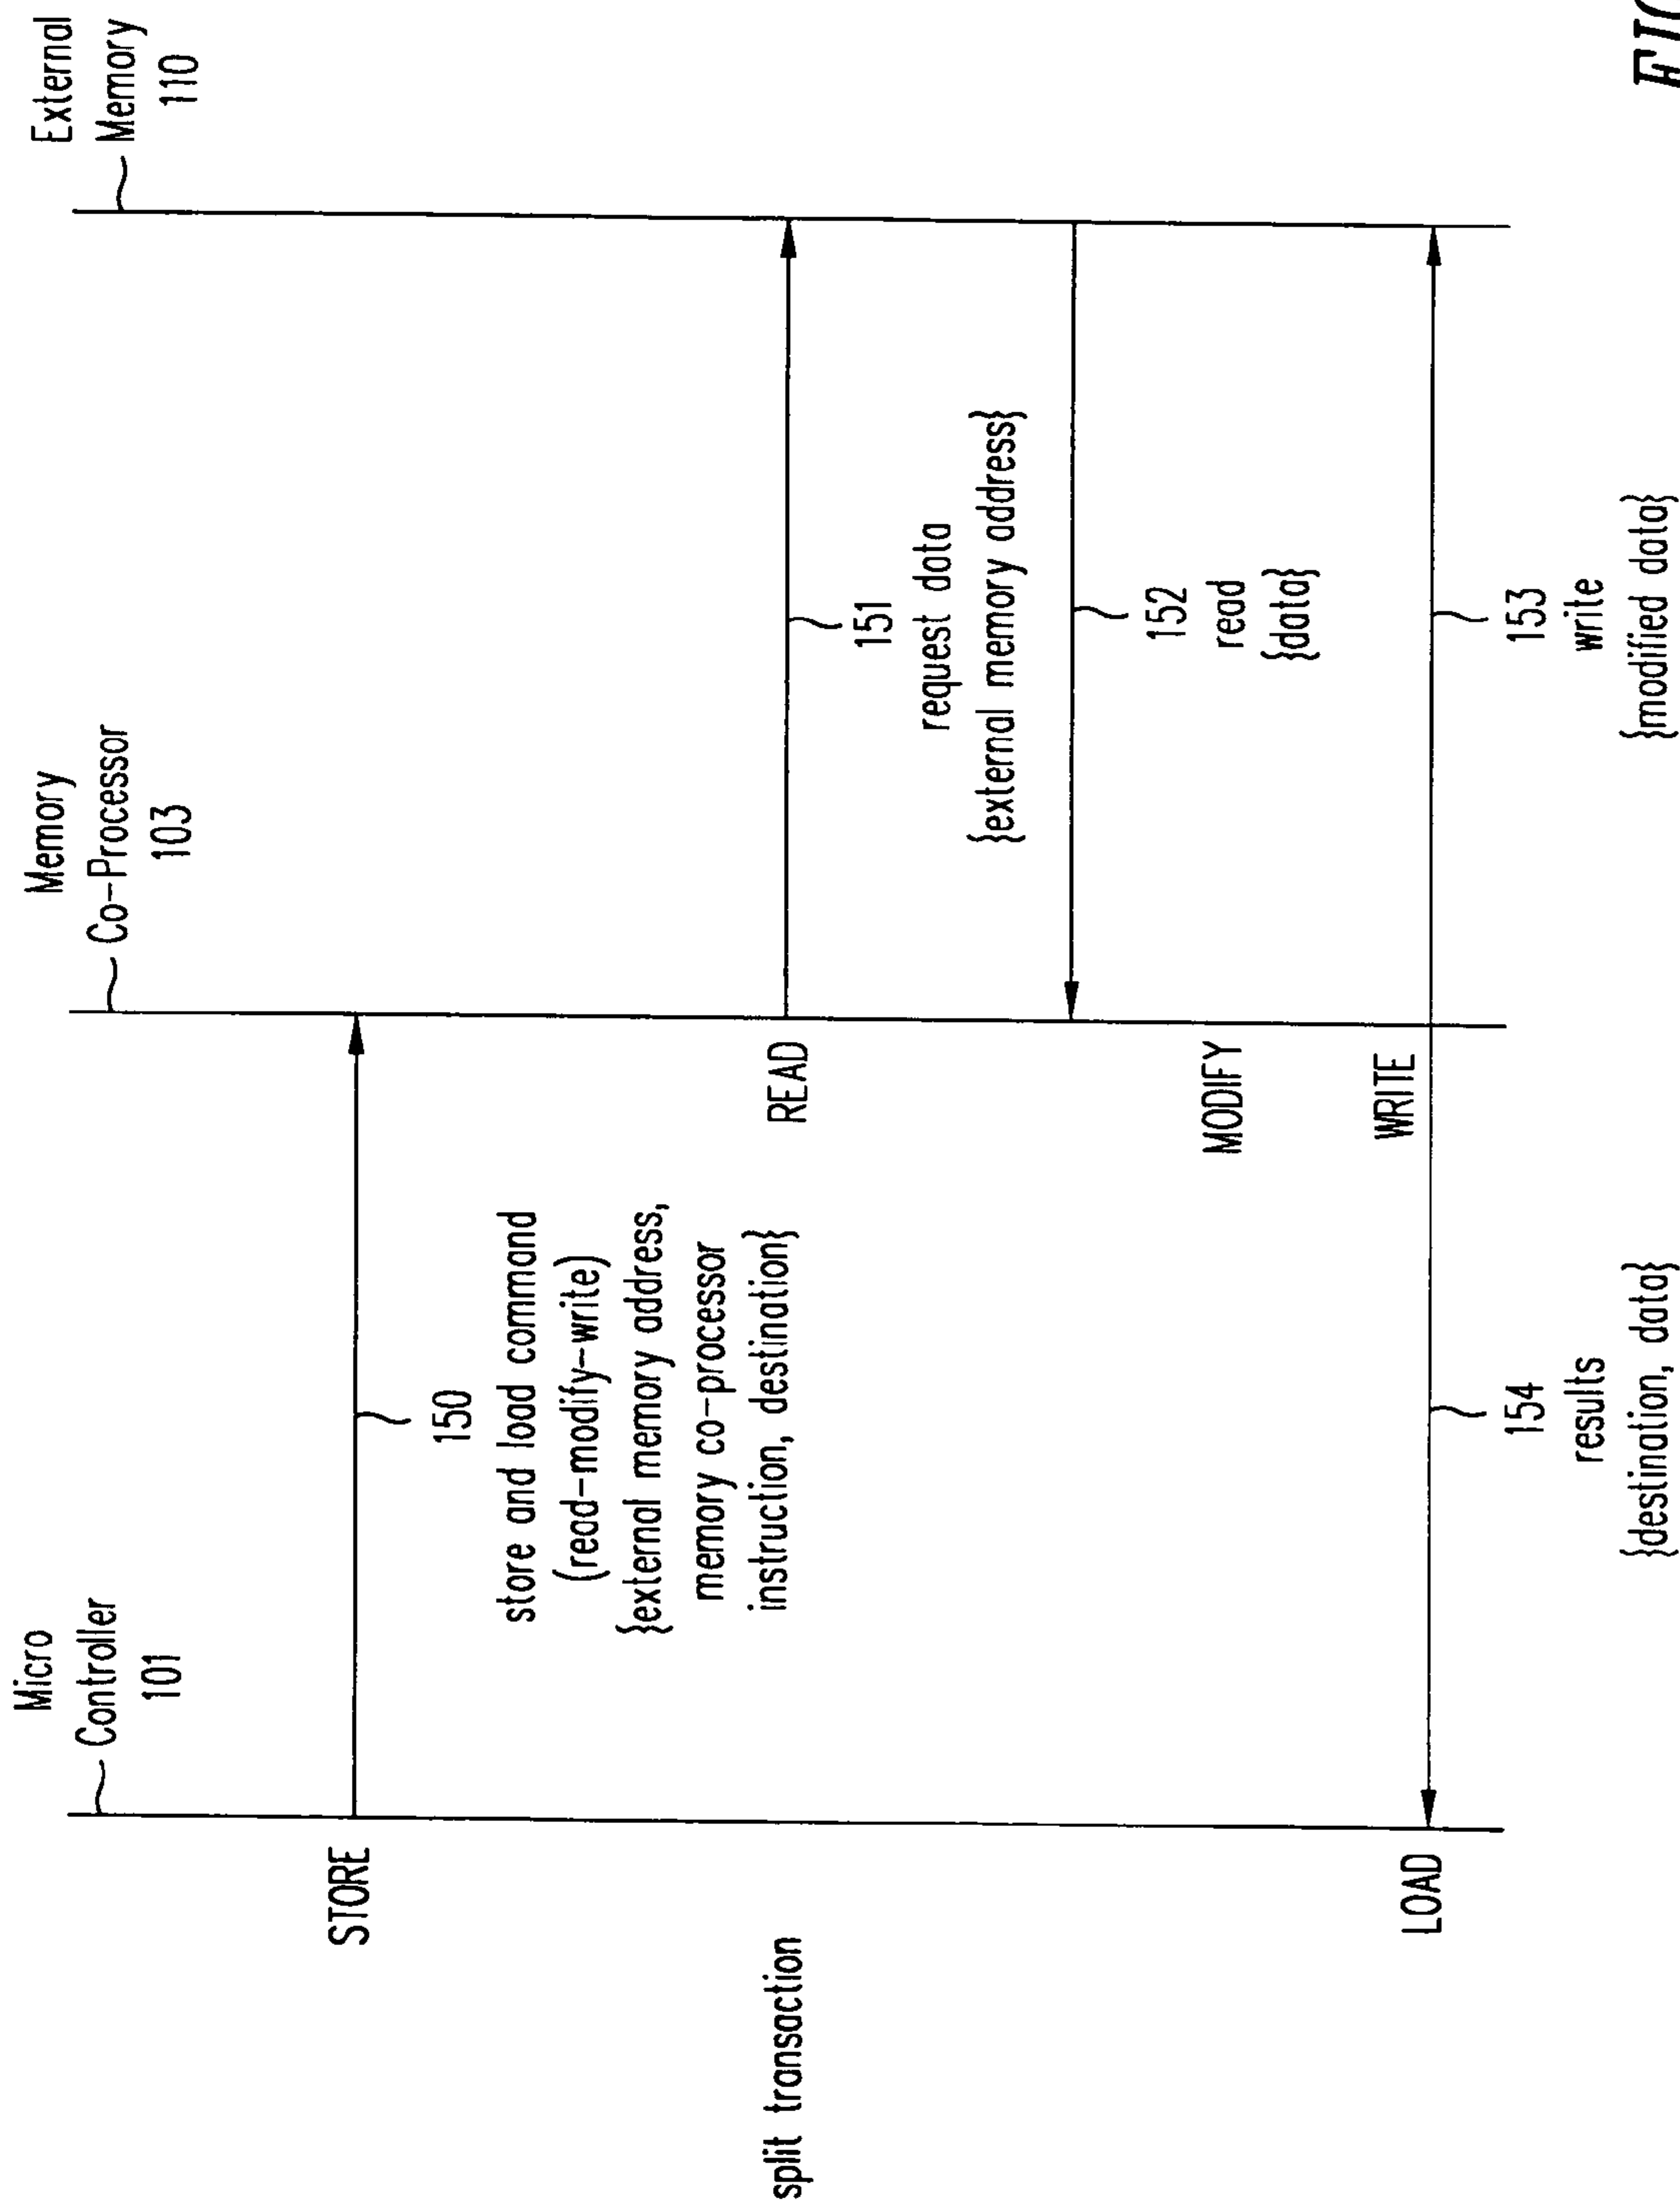 Micro
Controller
101
Memory
Co-Processor
103
External
Memory
110
STORE
150
store and load command
(read-modify-write)
{external memory address,
memory co-processor
instruction, destination}
split transaction
READ
151
request data
{external memory address}
152
read
{data}
MODIFY
WRITE
LOAD
154
results
{destination, data}
153
write
{modified data}